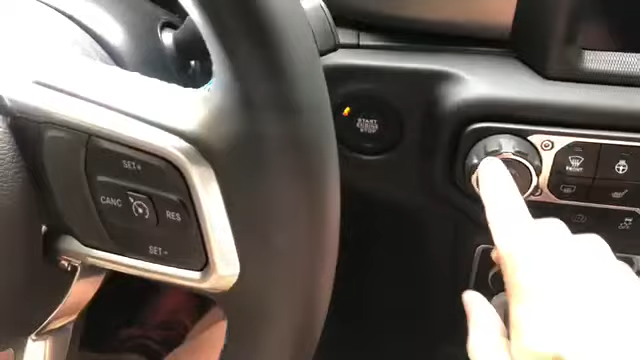 START
ENGINE
STOP
SET+
CANC
RES
SET-
FRONT